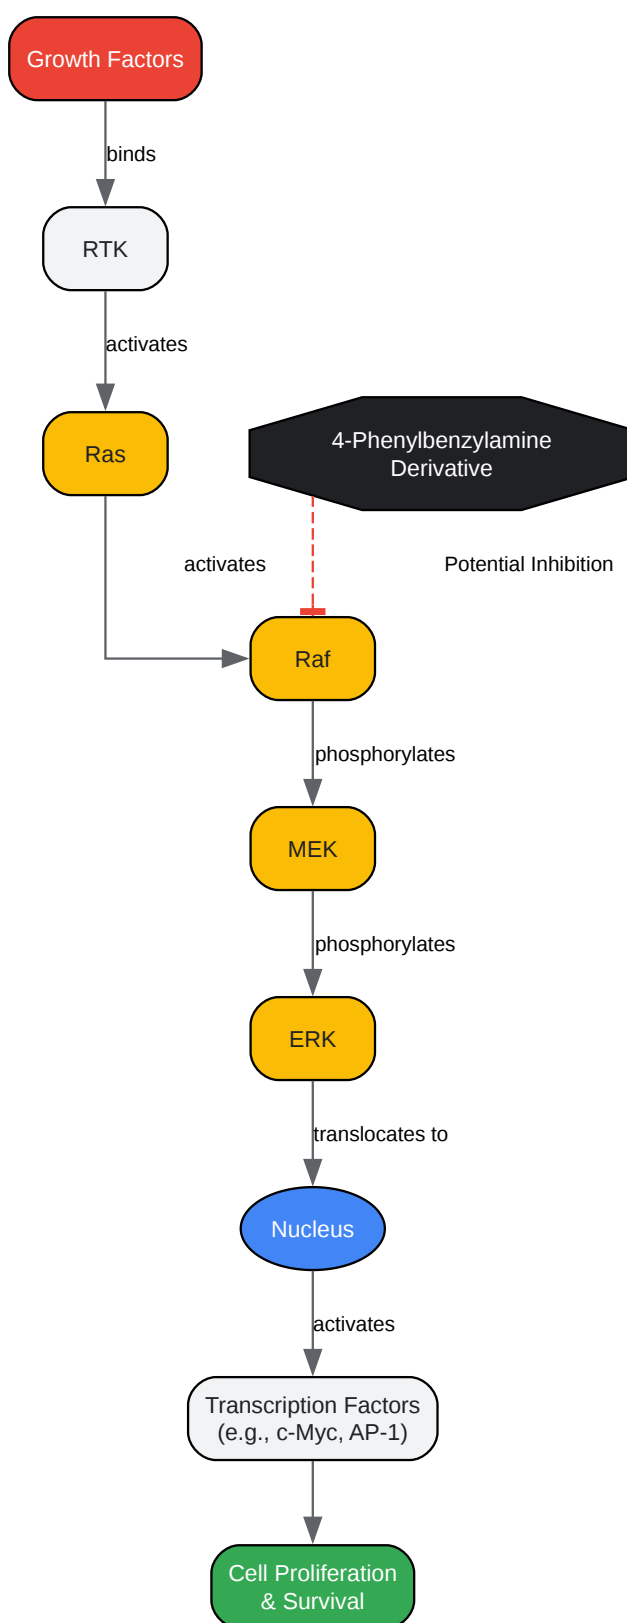 Growth Factors
binds
RTK
activates
Ras
4-Phenylbenzylamine
Derivative
activates
Potential Inhibition
Raf
phosphorylates
MEK
phosphorylates
ERK
translocates to
Nucleus
activates
Transcription Factors
(e.g., c-Myc, AP-1)
Cell Proliferation
& Survival